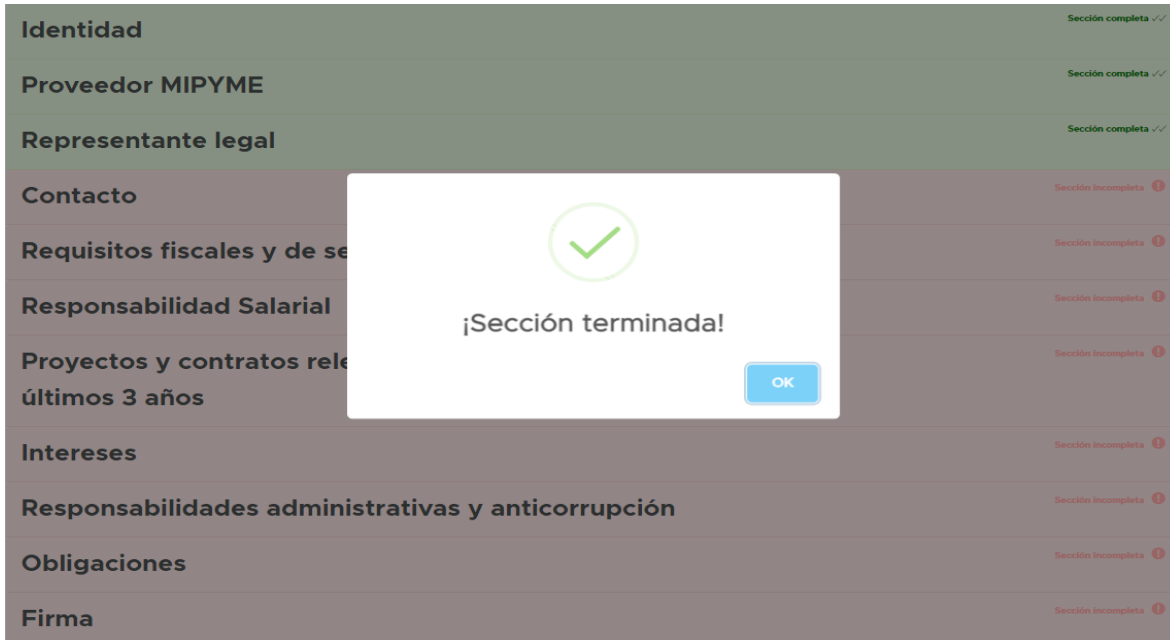 Identidad
Sección completa
Proveedor MIPYME
Sección completa
Representante legal
Sección completa
Contacto
Sección incompleta
Requisitos fiscales y de se
Sección incompleta
Responsabilidad Salarial
Sección incompleta
Proyectos y contratos rele
últimos 3 años
Sección incompleta
¡Sección terminada!
OK
Intereses
Sección incompleta
Responsabilidades administrativas y anticorrupción
Sección incompleta
Obligaciones
Sección incompleta
Firma
Sección incompleta